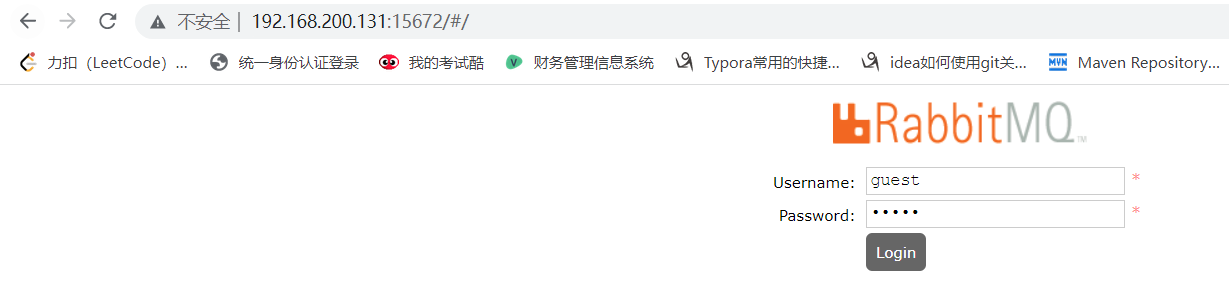 不安全 | 192.168.200.131:15672/#/
力扣（LeetCode）... 统一身份认证登录 我的考试酷 财务管理信息系统 Typora常用的快捷... idea如何使用git关... MVN Maven Repository...
RabbitMQ™
Username: guest *
Password: ••••• *
Login